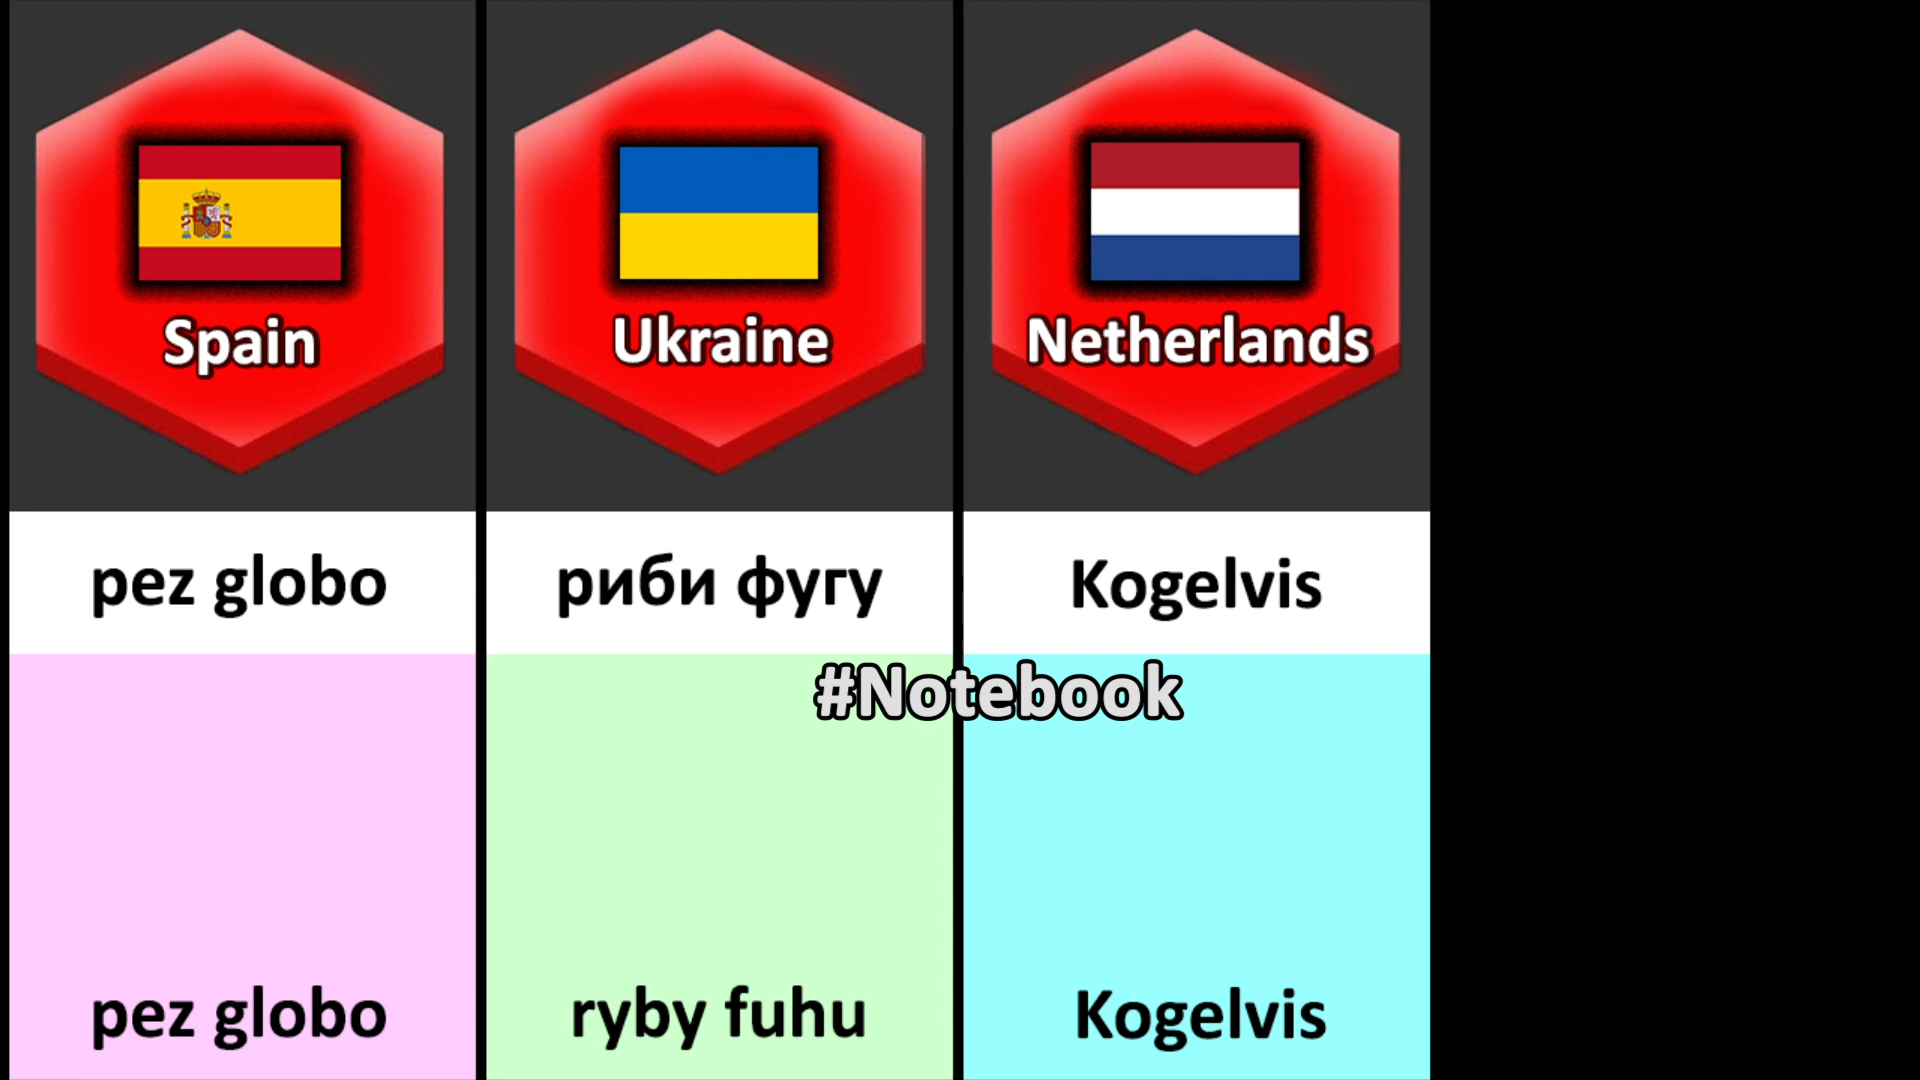 Spain
Ukraine
Netherlands
pez globo
риби фугу
Kogelvis
#Notebook
pez globo
ryby fuhu
Kogelvis